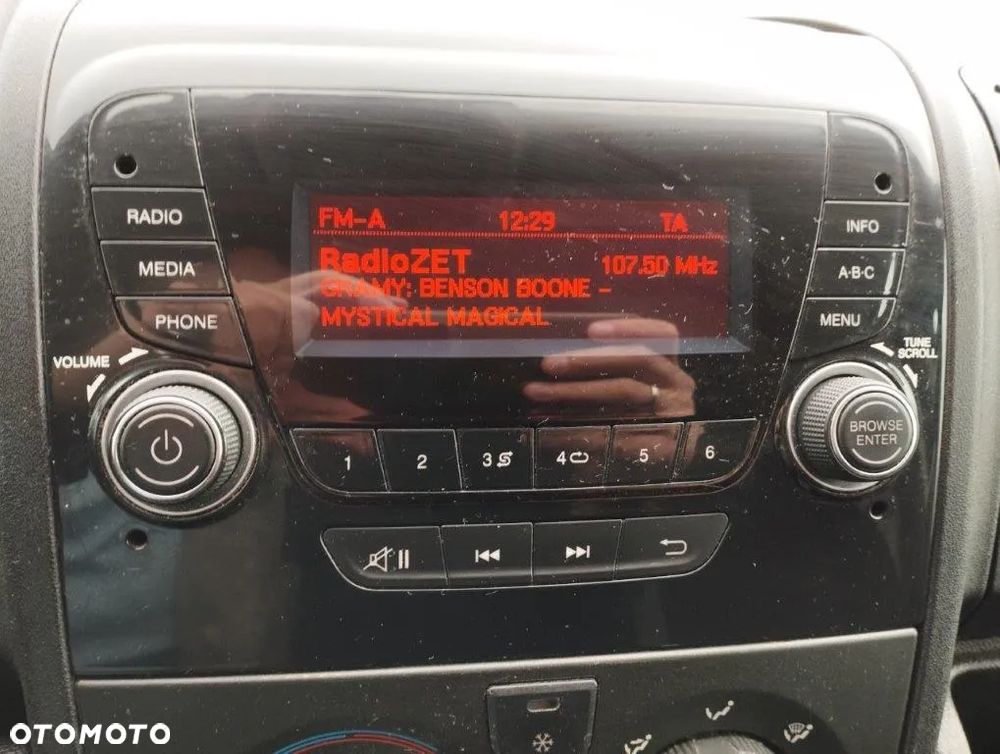 FM-A 12:29 TA
RadioZET 107.50 MHz
GRAMY: BENSON BOONE -
MYSTICAL MAGICAL
RADIO
MEDIA
PHONE
VOLUME
INFO
A·B·C
MENU
TUNE
SCROLL
BROWSE
ENTER
1 2 3 4 5 6
OTOMOTO